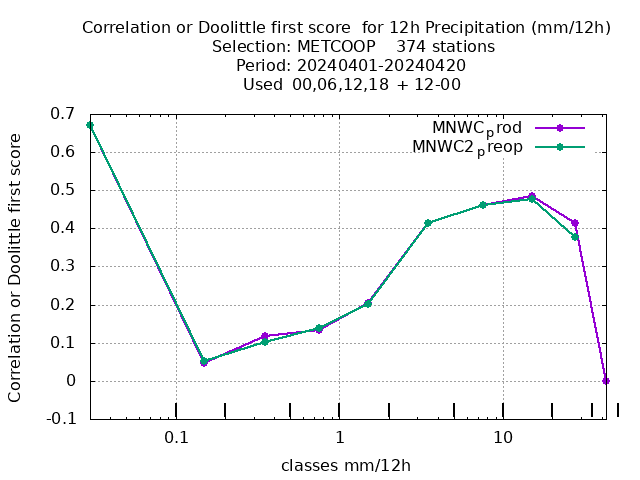 Correlation or Doolittle first score  for 12h Precipitation (mm/12h)
Selection: METCOOP    374 stations
Period: 20240401-20240420
Used  00,06,12,18  + 12-00
MNWCprod
MNWC2preop
Correlation or Doolittle first score
0.7
0.6
0.5
0.4
0.3
0.2
0.1
0
-0.1
0.1 1 10
classes mm/12h